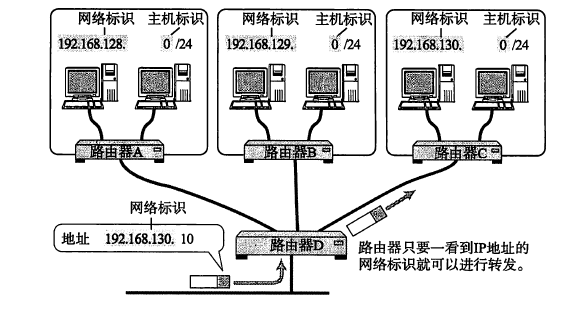 网络标识 主机标识
192.168.128. 0 /24
网络标识 主机标识
192.168.129. 0 /24
网络标识 主机标识
192.168.130. 0 /24
路由器A
路由器B
路由器C
网络标识
地址 192.168.130. 10
路由器D
路由器只要一看到IP地址的
网络标识就可以进行转发。